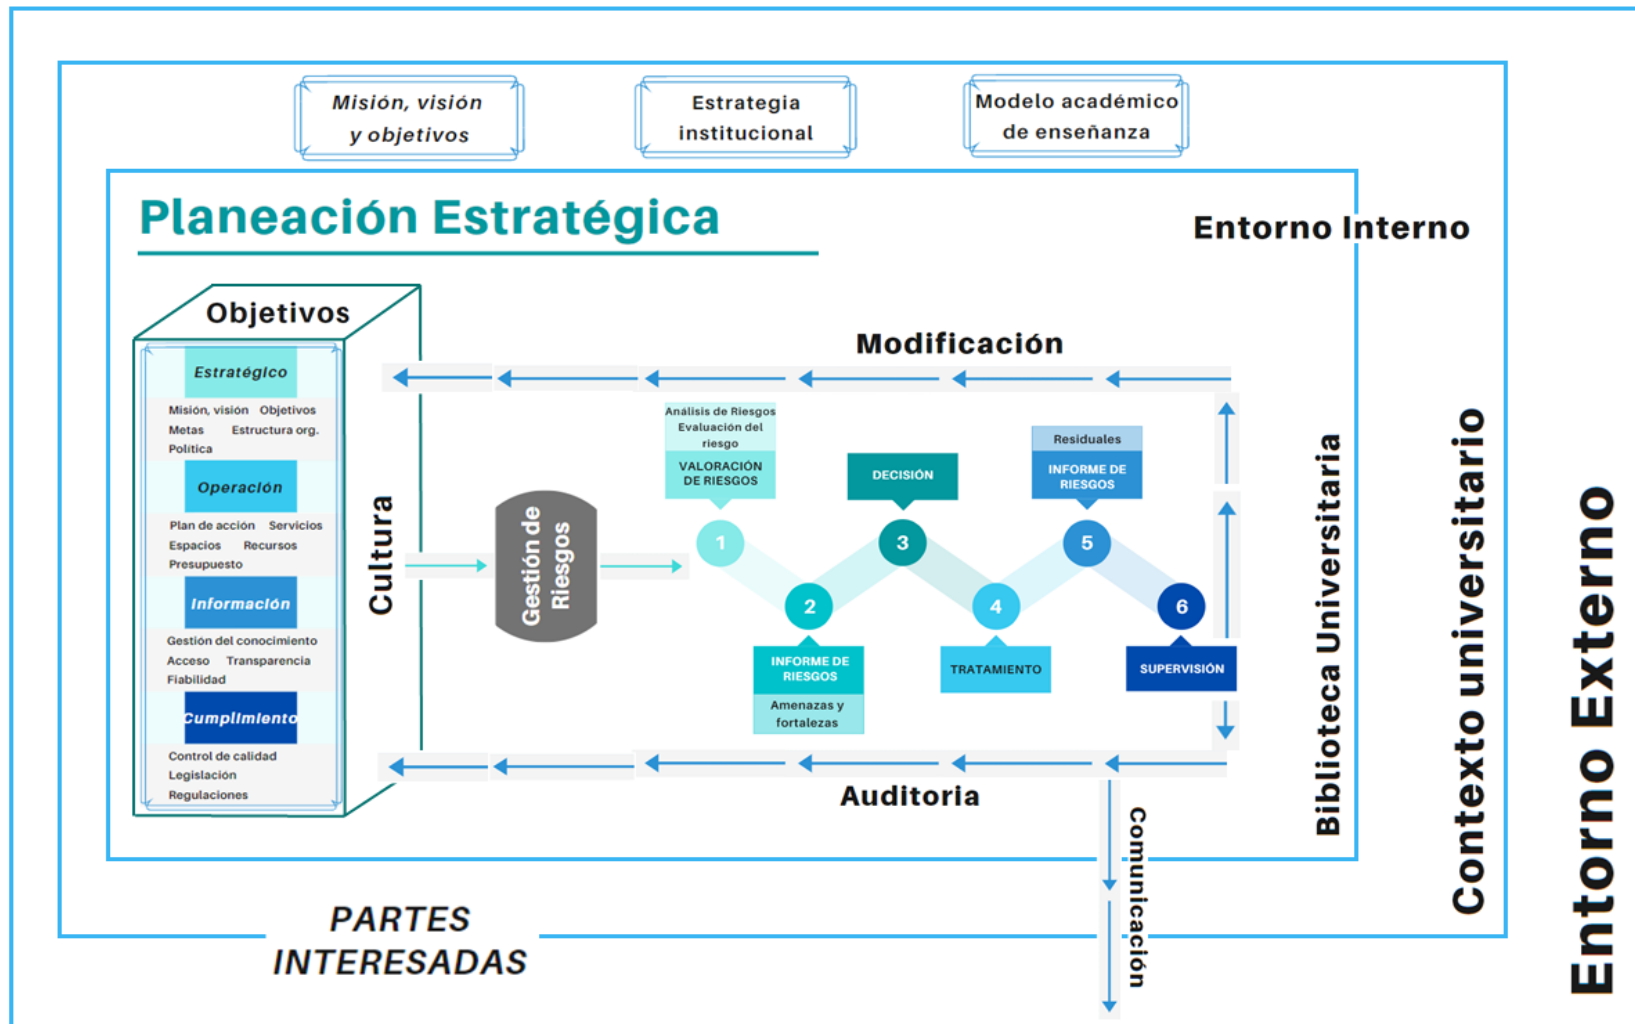 Misión, visión
y objetivos
Estrategia
institucional
Modelo académico
de enseñanza
Planeación Estratégica
Entorno Interno
Objetivos
Estratégico
Misión, visión Objetivos
Metas Estructura org.
Política
Operación
Plan de acción Servicios
Espacios Recursos
Presupuesto
Información
Gestión del conocimiento
Acceso Transparencia
Fiabilidad
Cumplimiento
Control de calidad
Legislación
Regulaciones
Cultura
Gestión de
Riesgos
Modificación
Análisis de Riesgos
Evaluación del
riesgo
VALORACIÓN
DE RIESGOS
1
2
INFORME DE
RIESGOS
Amenazas y
fortalezas
DECISIÓN
3
4
TRATAMIENTO
Residuales
INFORME DE
RIESGOS
5
6
SUPERVISIÓN
Auditoria
Comunicación
Biblioteca Universitaria
Contexto universitario
Entorno Externo
PARTES
INTERESADAS